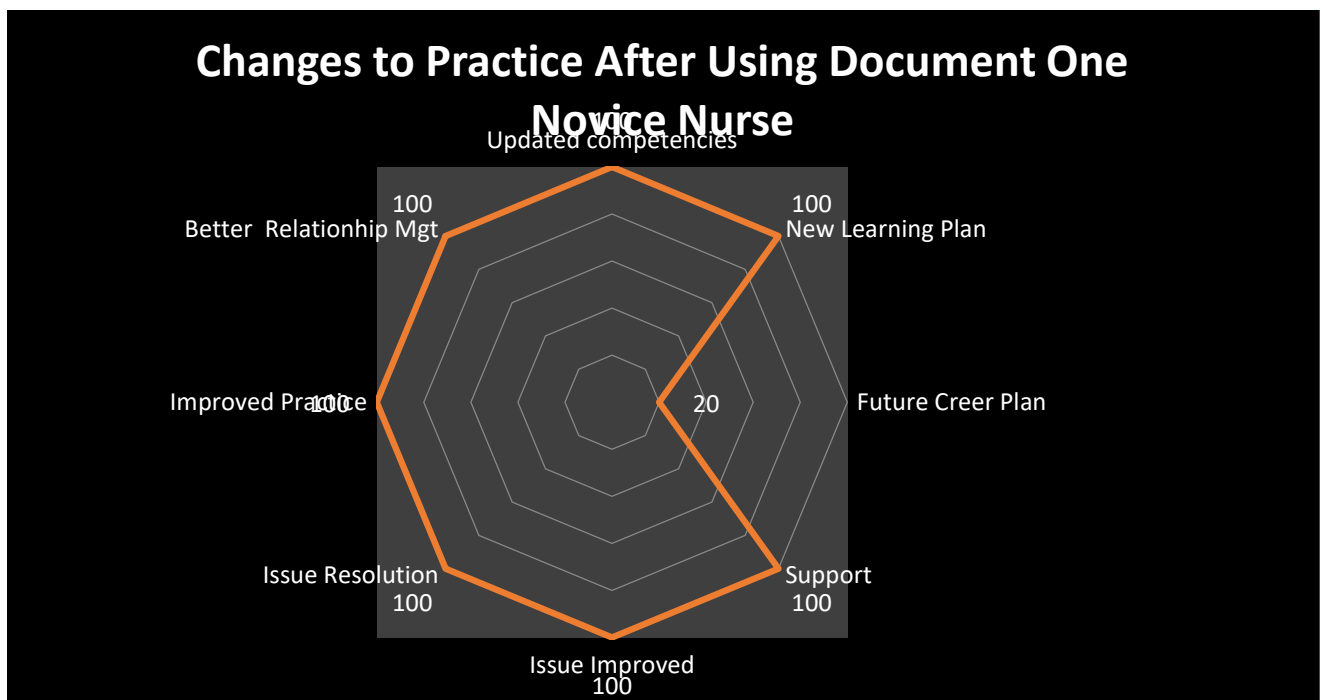 Changes to Practice After Using Document One
Novice Nurse
100
Updated competencies
100
New Learning Plan
20
Future Creer Plan
Support
100
Issue Improved
100
Issue Resolution
100
Improved Practice
100
100
Better  Relationhip Mgt